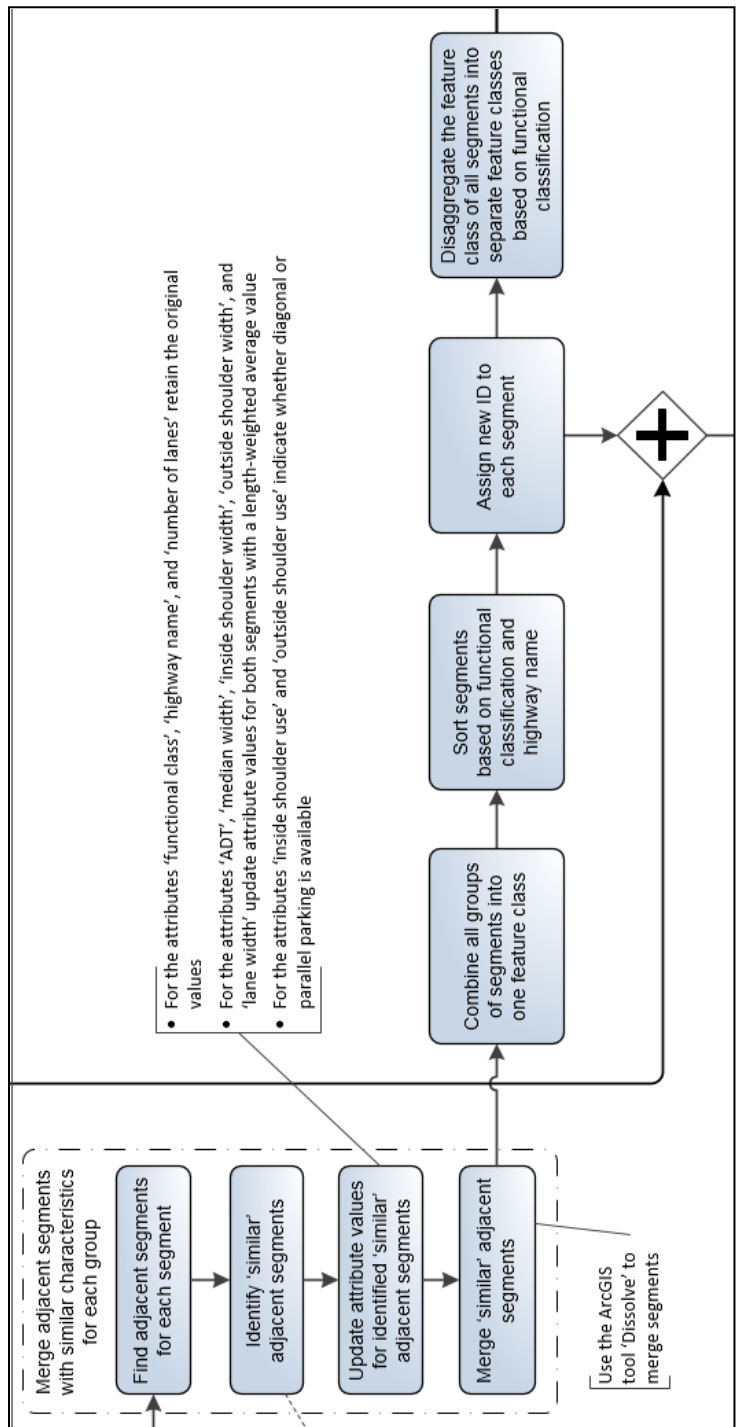 Merge adjacent segments
with similar characteristics
for each group
Find adjacent segments
for each segment
Identify ‘similar’
adjacent segments
Update attribute values
for identified ‘similar’
adjacent segments
Merge ‘similar’ adjacent
segments
Use the ArcGIS
tool ‘Dissolve’ to
merge segments
• For the attributes ‘functional class’, ‘highway name’, and ‘number of lanes’ retain the original
values
• For the attributes ‘ADT’, ‘median width’, ‘inside shoulder width’, ‘outside shoulder width’, and
‘lane width’ update attribute values for both segments with a length-weighted average value
• For the attributes ‘inside shoulder use’ and ‘outside shoulder use’ indicate whether diagonal or
parallel parking is available
Combine all groups
of segments into
one feature class
Sort segments
based on functional
classification and
highway name
Assign new ID to
each segment
Disaggregate the feature
class of all segments into
separate feature classes
based on functional
classification